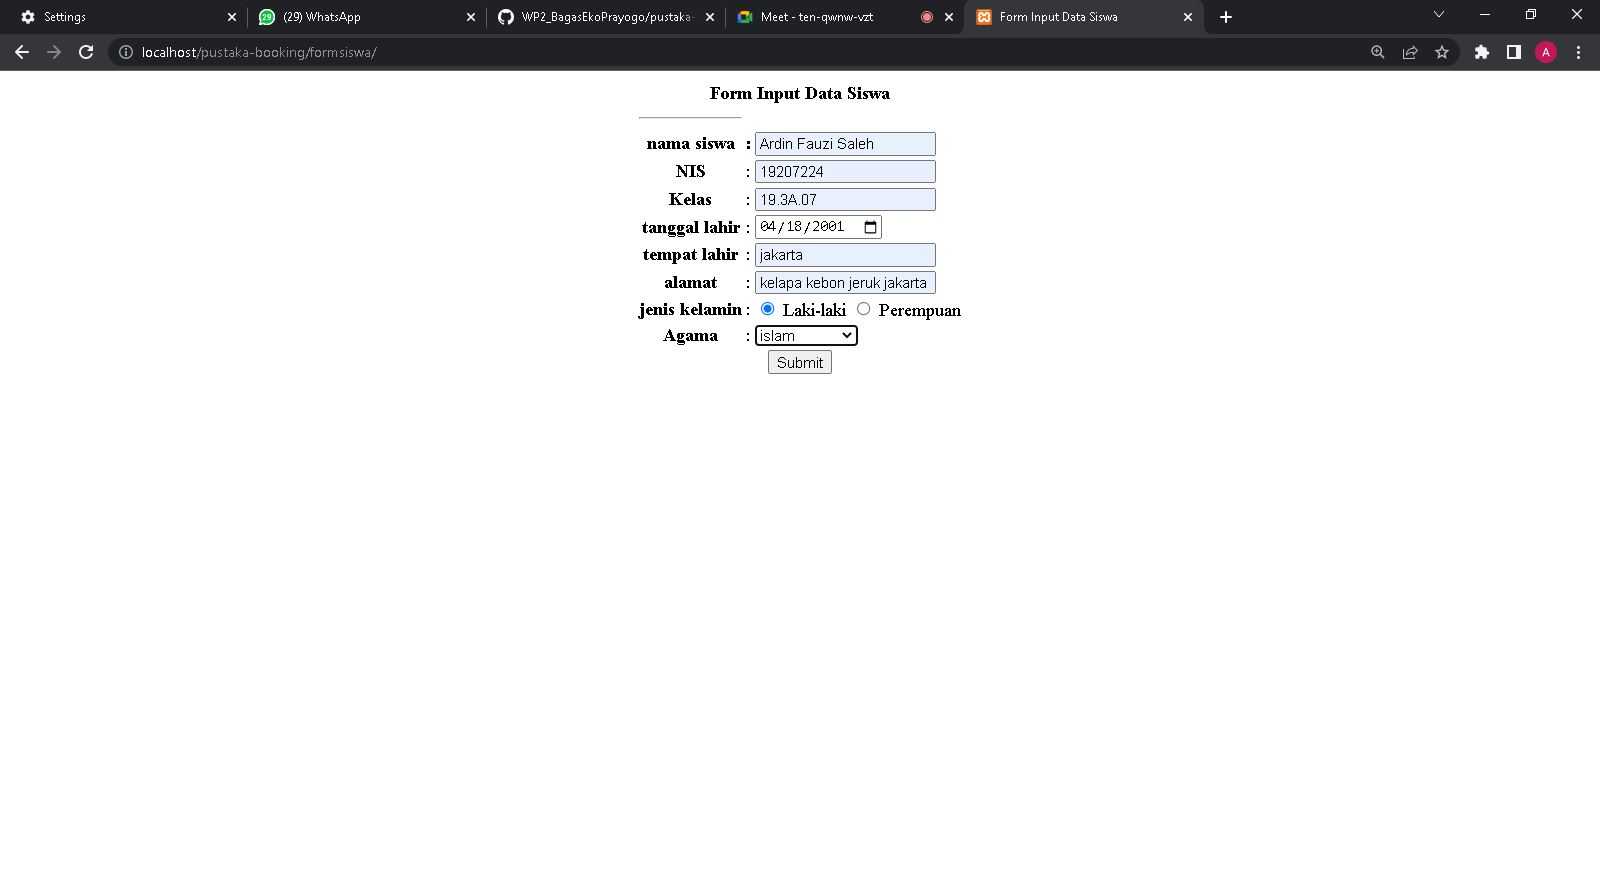 Settings
29 (29) WhatsApp
WP2_BagasEkoPrayogo/pustaka-
Meet - ten-qwnw-vzt
Form Input Data Siswa
localhost/pustaka-booking/formsiswa/
A
Form Input Data Siswa
nama siswa : Ardin Fauzi Saleh
NIS : 19207224
Kelas : 19.3A.07
tanggal lahir : 04/18/2001
tempat lahir : jakarta
alamat : kelapa kebon jeruk jakarta
jenis kelamin : Laki-laki Perempuan
Agama : islam
Submit